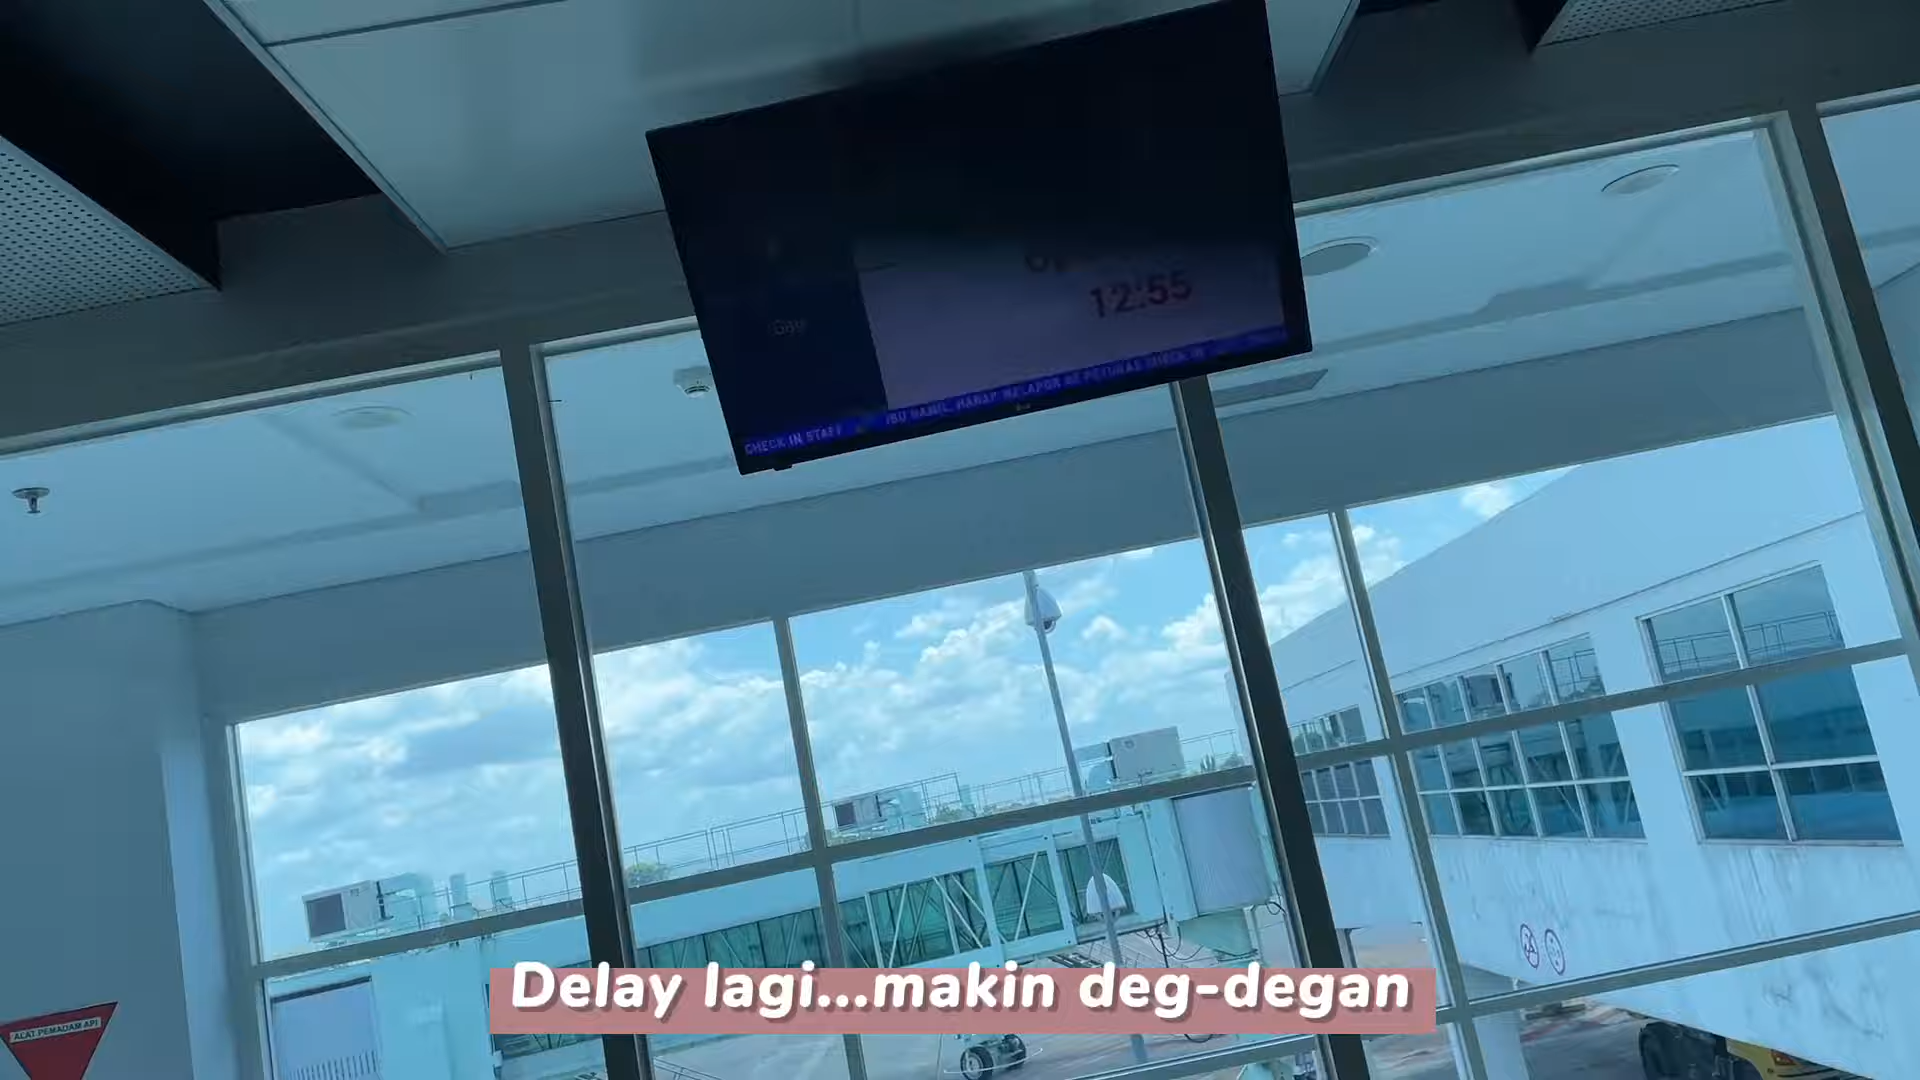 12:55
CHECK IN STAFF IBU HAMIL, HARAP MELAPOR KE PETUGAS CHECK IN
ALAT PEMADAM API
Delay lagi...makin deg-degan